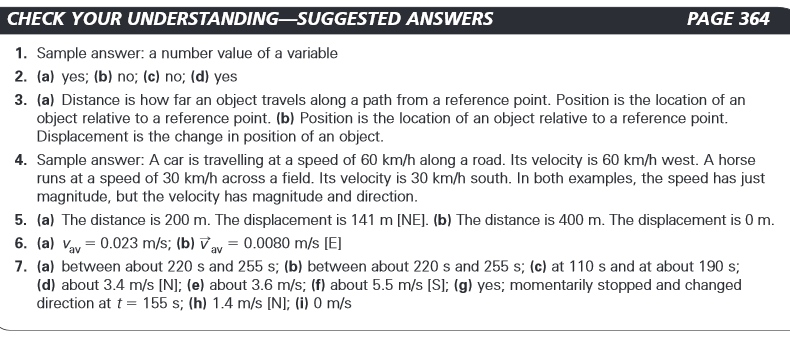 CHECK YOUR UNDERSTANDING—SUGGESTED ANSWERS PAGE 364
1. Sample answer: a number value of a variable
2. (a) yes; (b) no; (c) no; (d) yes
3. (a) Distance is how far an object travels along a path from a reference point. Position is the location of an
object relative to a reference point. (b) Position is the location of an object relative to a reference point.
Displacement is the change in position of an object.
4. Sample answer: A car is travelling at a speed of 60 km/h along a road. Its velocity is 60 km/h west. A horse
runs at a speed of 30 km/h across a field. Its velocity is 30 km/h south. In both examples, the speed has just
magnitude, but the velocity has magnitude and direction.
5. (a) The distance is 200 m. The displacement is 141 m [NE]. (b) The distance is 400 m. The displacement is 0 m.
6. (a) v_av = 0.023 m/s; (b) v⃗_av = 0.0080 m/s [E]
7. (a) between about 220 s and 255 s; (b) between about 220 s and 255 s; (c) at 110 s and at about 190 s;
(d) about 3.4 m/s [N]; (e) about 3.6 m/s; (f) about 5.5 m/s [S]; (g) yes; momentarily stopped and changed
direction at t = 155 s; (h) 1.4 m/s [N]; (i) 0 m/s